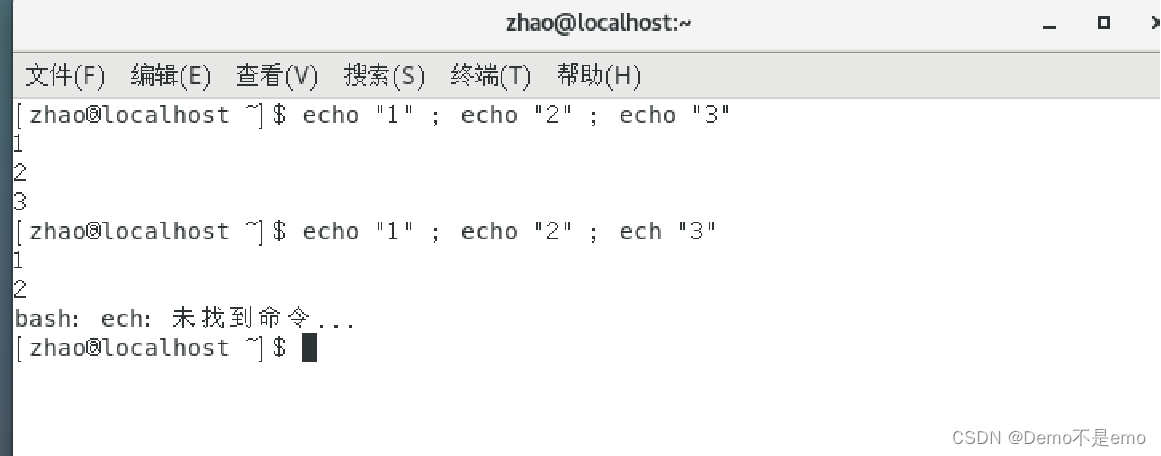 zhao@localhost:~
文件(F) 编辑(E) 查看(V) 搜索(S) 终端(T) 帮助(H)
[zhao@localhost ~]$ echo "1" ; echo "2" ; echo "3"
1
2
3
[zhao@localhost ~]$ echo "1" ; echo "2" ; ech "3"
1
2
bash: ech: 未找到命令...
[zhao@localhost ~]$
CSDN @Demo不是emo